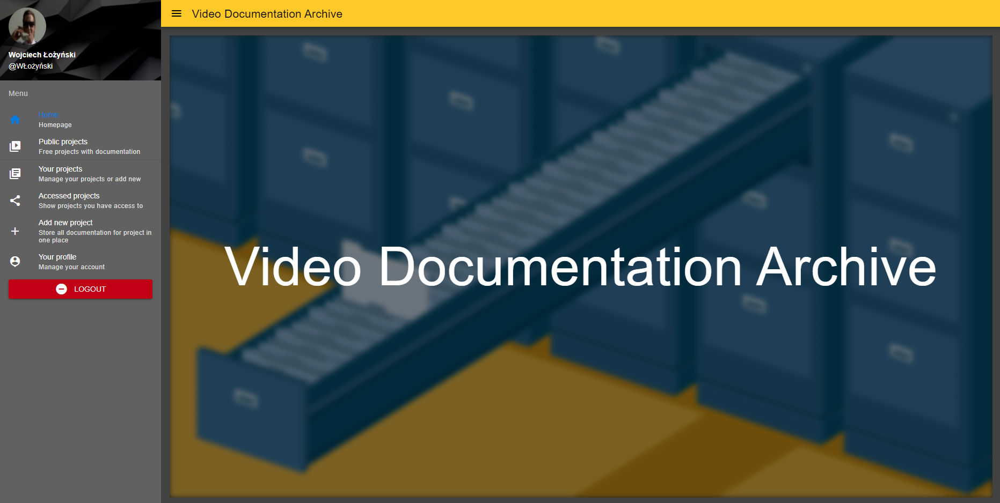 Wojciech Łożyński
@WŁożyński
Menu
Home
Homepage
Public projects
Free projects with documentation
Your projects
Manage your projects or add new
Accessed projects
Show projects you have access to
Add new project
Store all documentation for project in
one place
Your profile
Manage your account
LOGOUT
Video Documentation Archive
Video Documentation Archive